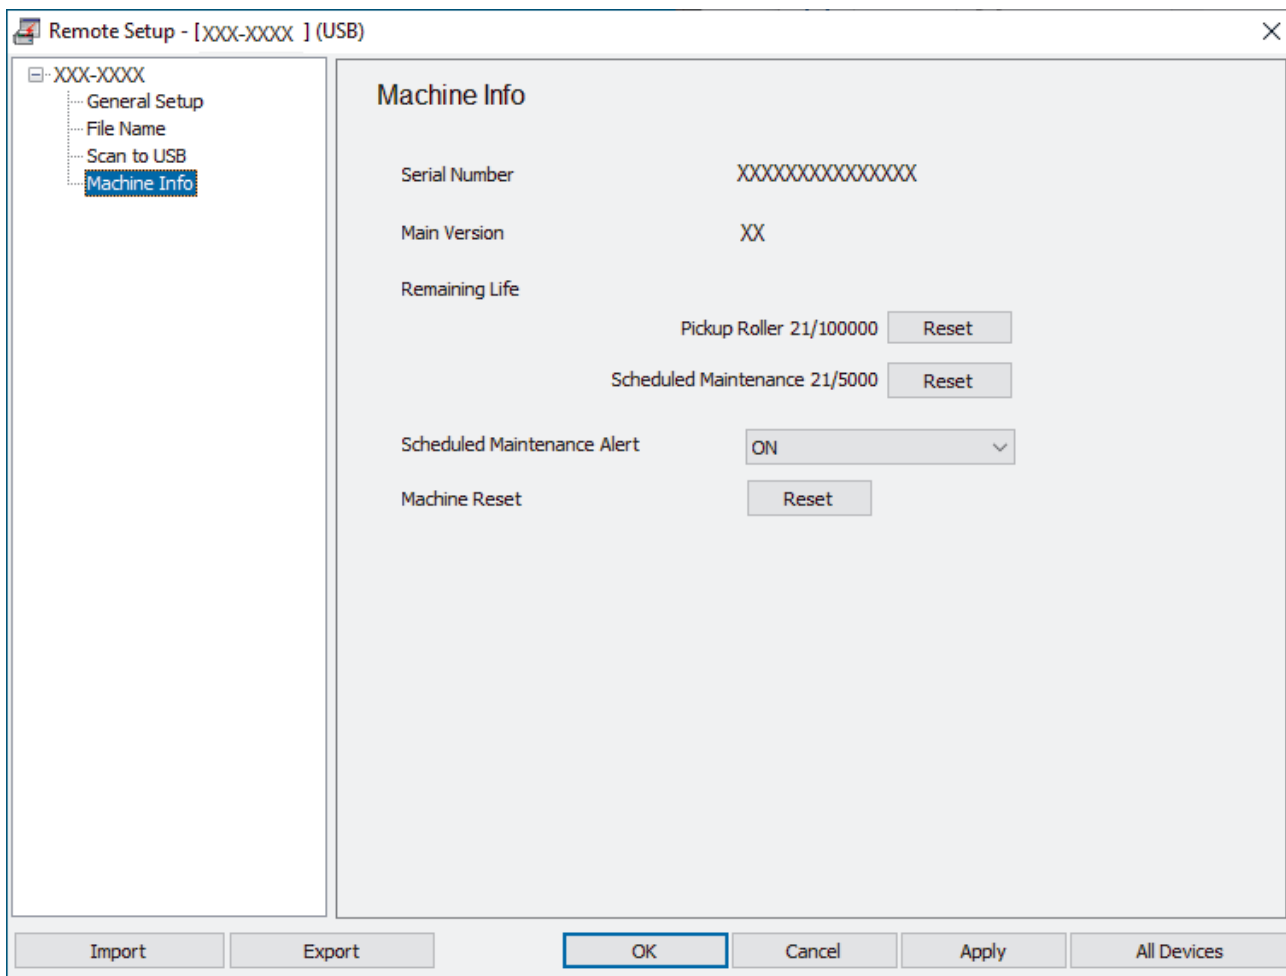 Remote Setup - [ XXX-XXXX ] (USB)
XXX-XXXX
General Setup
File Name
Scan to USB
Machine Info
Machine Info
Serial Number XXXXXXXXXXXXXXX
Main Version XX
Remaining Life
Pickup Roller 21/100000 Reset
Scheduled Maintenance 21/5000 Reset
Scheduled Maintenance Alert ON
Machine Reset Reset
Import Export OK Cancel Apply All Devices